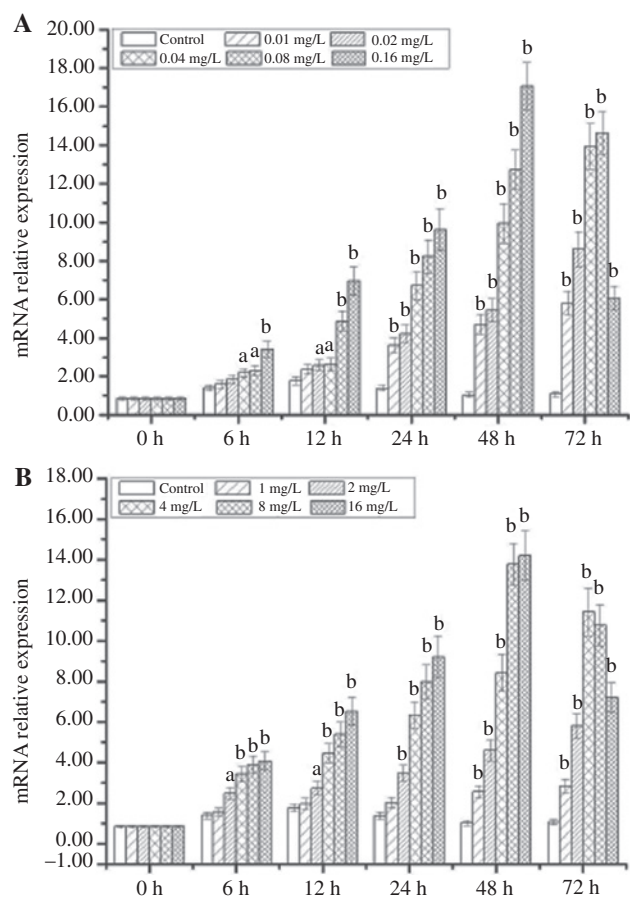 A
20.00
18.00
16.00
14.00
12.00
10.00
8.00
6.00
4.00
2.00
0.00
mRNA relative expression
Control 0.01 mg/L 0.02 mg/L
0.04 mg/L 0.08 mg/L 0.16 mg/L
a a b
a a b b
b b b b b
b b b b b
b b b b b
0 h 6 h 12 h 24 h 48 h 72 h
B
18.00
16.00
14.00
12.00
10.00
8.00
6.00
4.00
2.00
0.00
−1.00
mRNA relative expression
Control 1 mg/L 2 mg/L
4 mg/L 8 mg/L 16 mg/L
a b b b
a b b b
b b b b
b b b b b
b b b b b
0 h 6 h 12 h 24 h 48 h 72 h